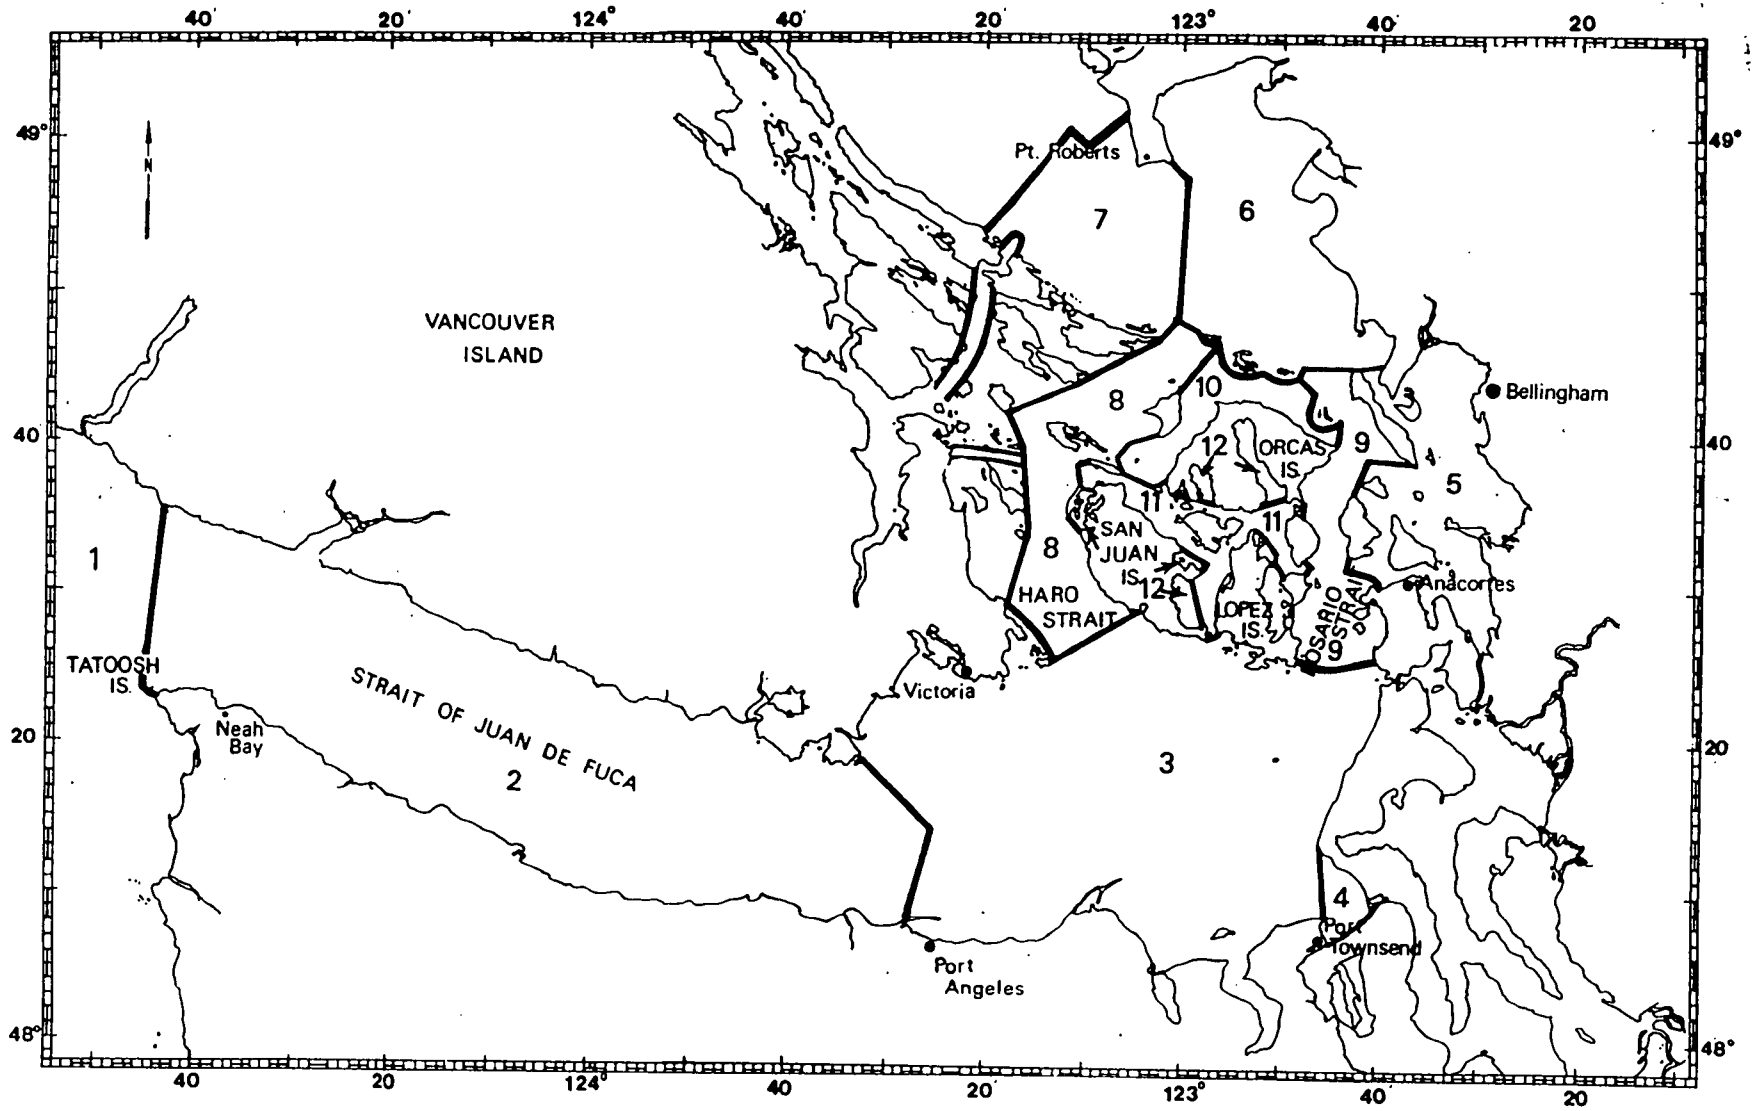 40'
20'
124°
40'
20'
123°
40'
20
49°
49°
N
Pt. Roberts
7
6
VANCOUVER
ISLAND
8
10
Bellingham
40
12
ORCAS
IS.
9
40
5
11
11
1
8
SAN
JUAN
IS.
12
HARO
STRAIT
LOPEZ
IS.
Anacortes
9
TATOOSH
IS.
Victoria
Neah
Bay
STRAIT OF JUAN DE FUCA
2
3
20
20
4
Port
Townsend
Port
Angeles
48°
48°
40
20
124°
40
20
123°
40
20